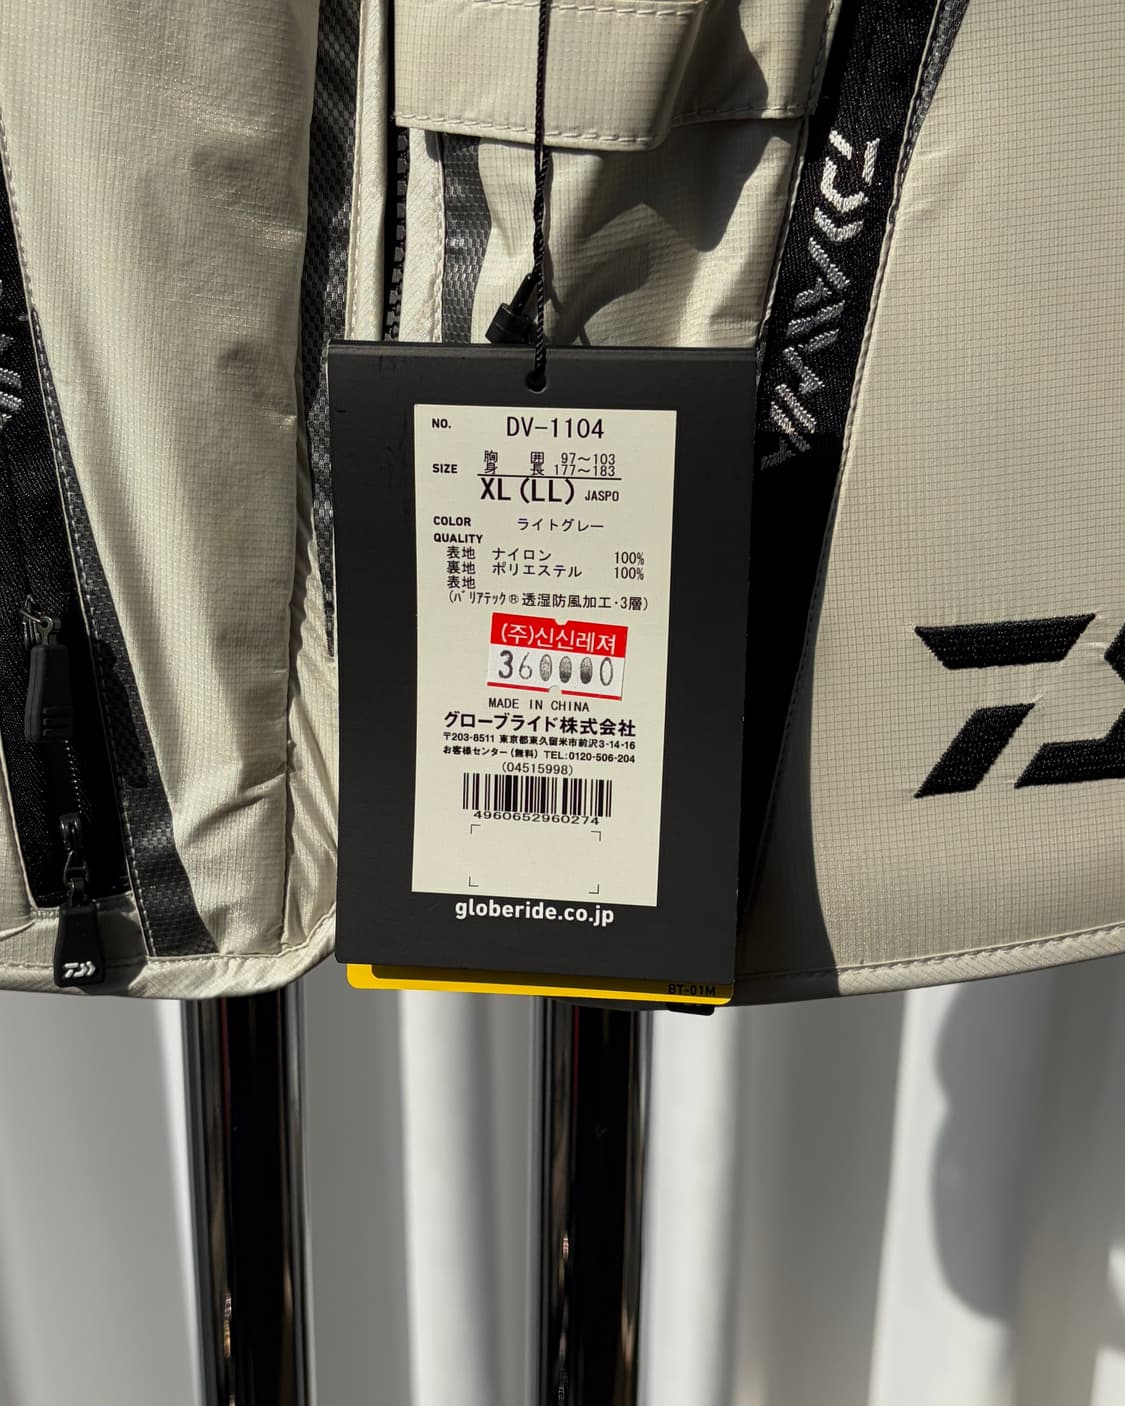 DAIWA
NO. DV-1104
胸 囲 97～103
SIZE 身 長 177～183
XL(LL) JASPO
COLOR ライトグレー
QUALITY
表地 ナイロン 100%
裏地 ポリエステル 100%
表地
(ﾊﾞﾘｱﾃｯｸ®透湿防風加工･3層)
(주)신신레져
360000
MADE IN CHINA
グローブライド株式会社
〒203-8511 東京都東久留米市前沢3-14-16
お客様センター(無料) TEL:0120-506-204
(04515998)
4960652960274
globeride.co.jp
BT-01M